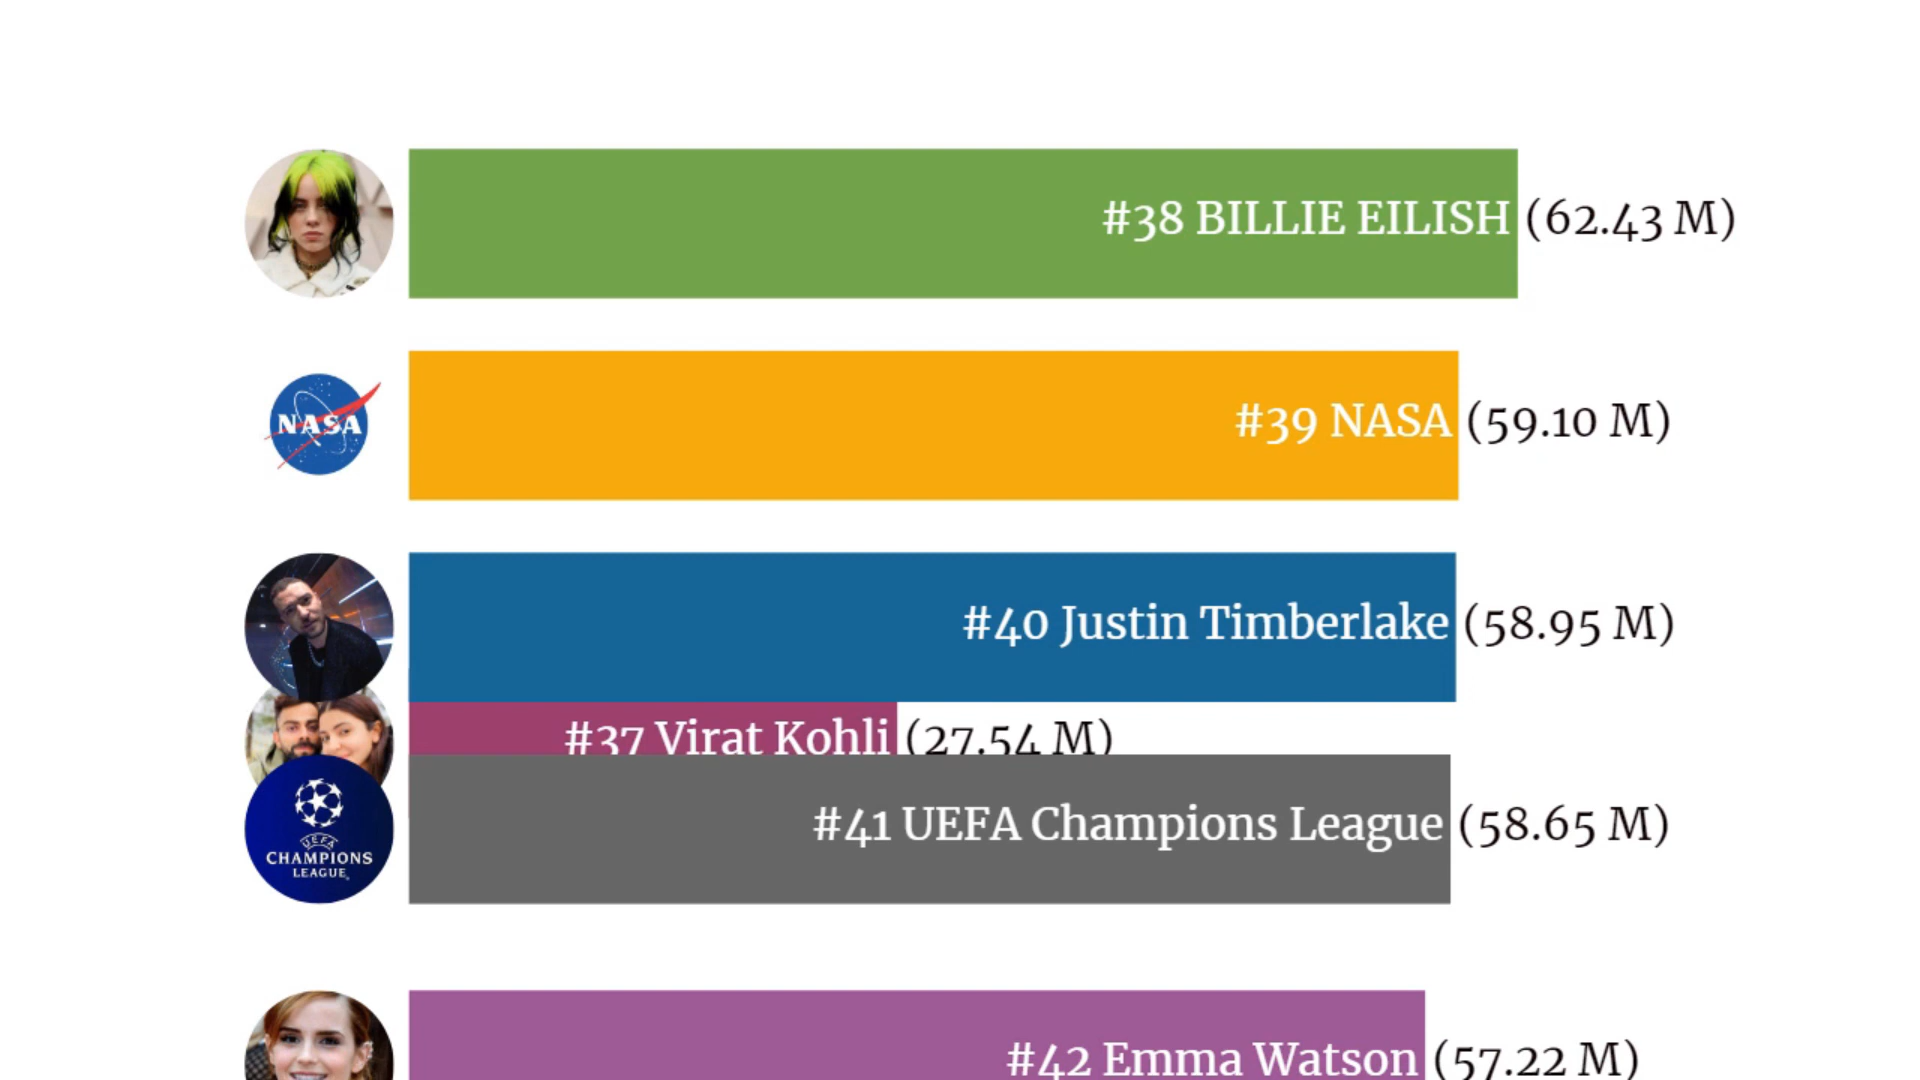 #38 BILLIE EILISH (62.43 M)
NASA
#39 NASA (59.10 M)
#40 Justin Timberlake (58.95 M)
#37 Virat Kohli (27.54 M)
#41 UEFA Champions League (58.65 M)
UEFA
CHAMPIONS
LEAGUE
#42 Emma Watson (57.22 M)